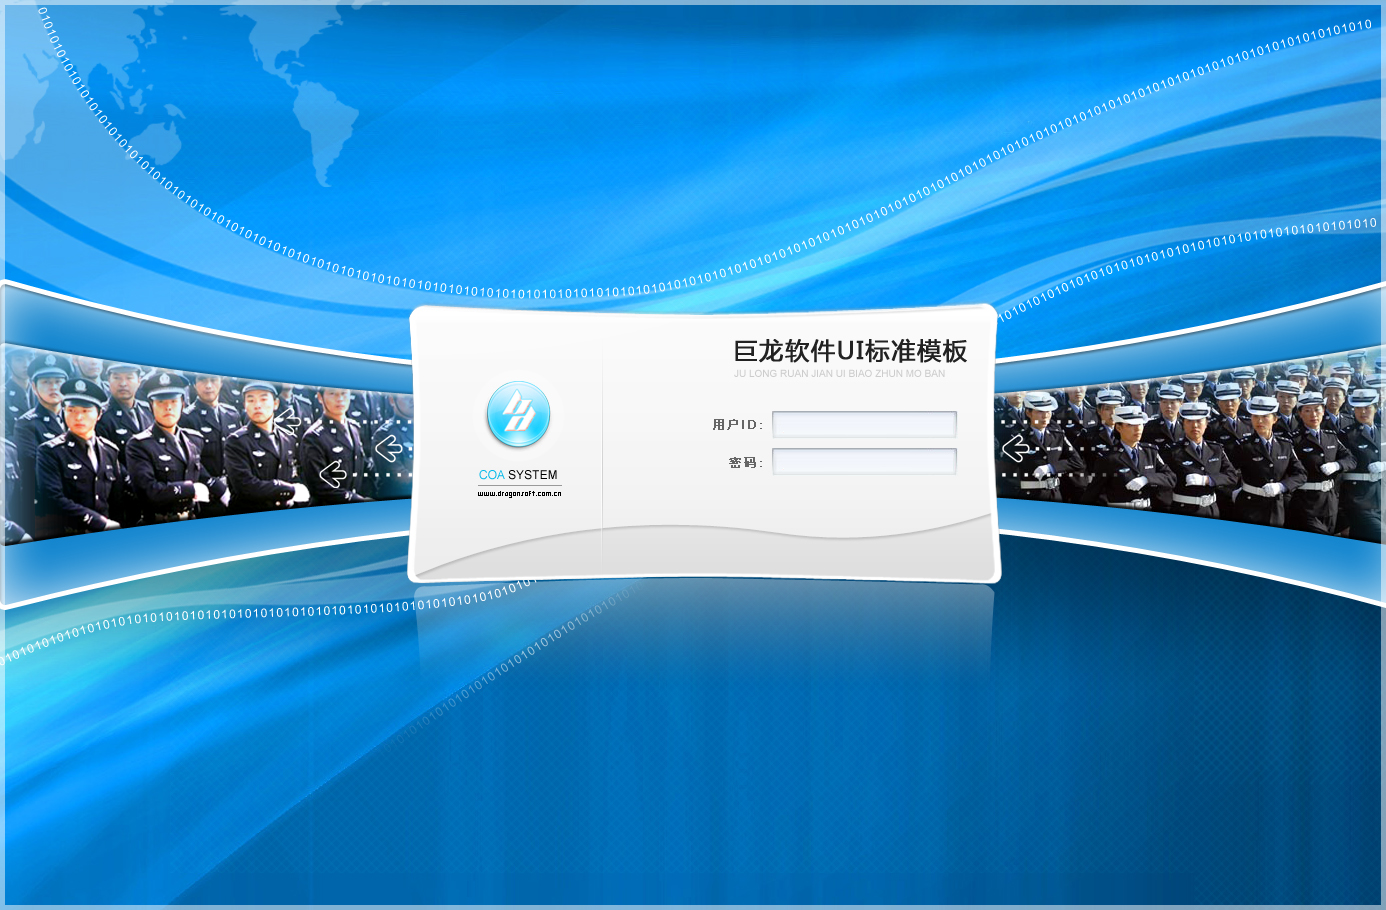 巨龙软件UI标准模板
JU LONG RUAN JIAN UI BIAO ZHUN MO BAN
用户ID:
密码:
COA SYSTEM
www.dragonsoft.com.cn